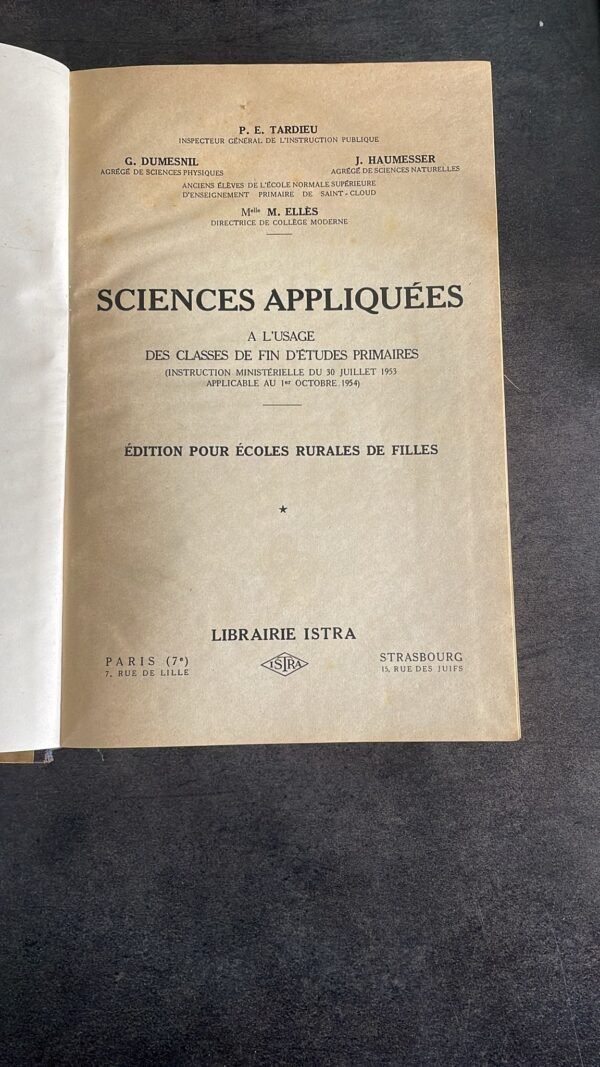 P. E. TARDIEU
INSPECTEUR GÉNÉRAL DE L'INSTRUCTION PUBLIQUE
G. DUMESNIL
AGRÉGÉ DE SCIENCES PHYSIQUES
J. HAUMESSER
AGRÉGÉ DE SCIENCES NATURELLES
ANCIENS ÉLÈVES DE L'ÉCOLE NORMALE SUPÉRIEURE
D'ENSEIGNEMENT PRIMAIRE DE SAINT-CLOUD
Melle M. ELLÈS
DIRECTRICE DE COLLÈGE MODERNE
SCIENCES APPLIQUÉES
A L'USAGE
DES CLASSES DE FIN D'ÉTUDES PRIMAIRES
(INSTRUCTION MINISTÉRIELLE DU 30 JUILLET 1953
APPLICABLE AU 1er OCTOBRE 1954)
ÉDITION POUR ÉCOLES RURALES DE FILLES
★
LIBRAIRIE ISTRA
PARIS (7e)
7, RUE DE LILLE
ISTRA
STRASBOURG
15, RUE DES JUIFS